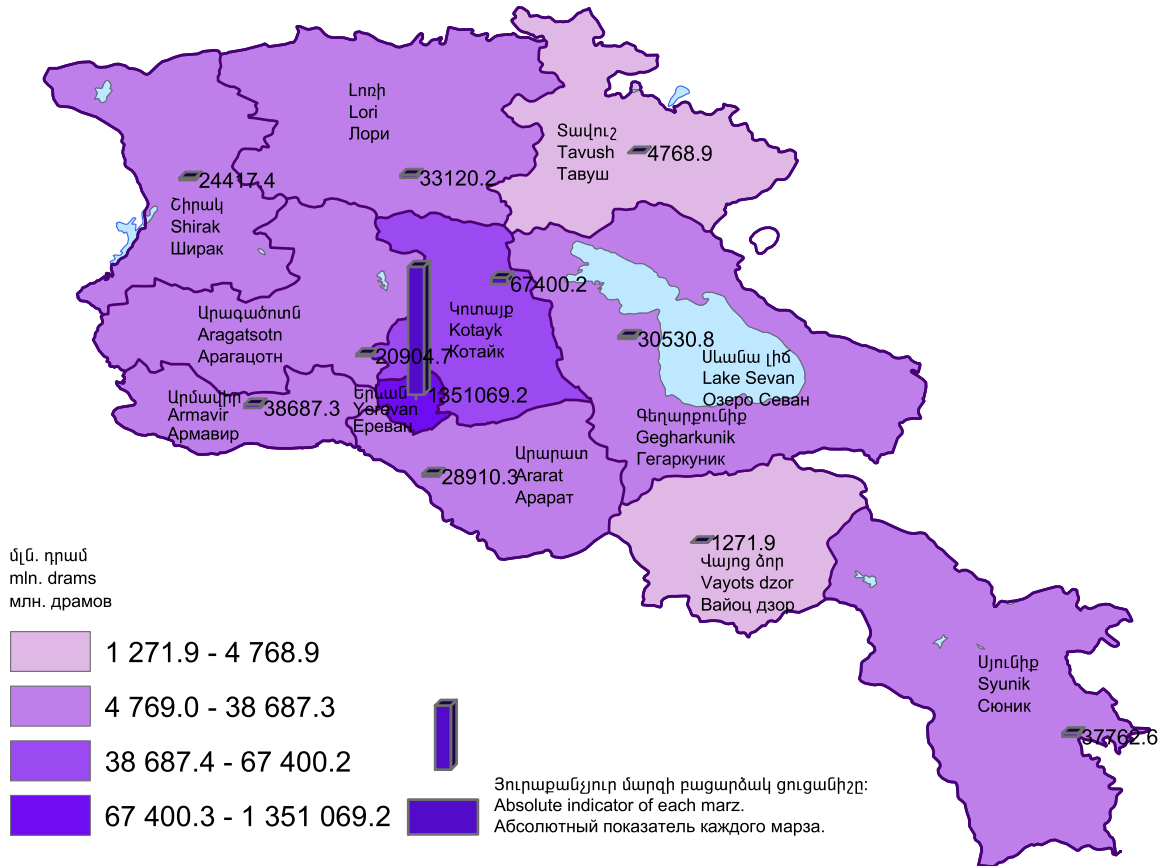 Լոռի
Lori
Лори
33120.2
Տավուշ
Tavush
Тавуш
4768.9
24417.4
Շիրակ
Shirak
Ширак
67400.2
Կոտայք
Kotayk
Котайк
Արագածոտն
Aragatsotn
Арагацотн
20904.7
30530.8
Սևանա լիճ
Lake Sevan
Озеро Севан
Արմավիր
Armavir
Армавир
38687.3
Երևան
Yerevan
Ереван
1351069.2
Գեղարքունիք
Gegharkunik
Гегаркуник
28910.3
Արարատ
Ararat
Арарат
1271.9
Վայոց ձոր
Vayots dzor
Вайоц дзор
Սյունիք
Syunik
Сюник
37762.6
մլն. դրամ
mln. drams
млн. драмов
1 271.9 - 4 768.9
4 769.0 - 38 687.3
38 687.4 - 67 400.2
67 400.3 - 1 351 069.2
Յուրաքանչյուր մարզի բացարձակ ցուցանիշը:
Absolute indicator of each marz.
Абсолютный показатель каждого марза.